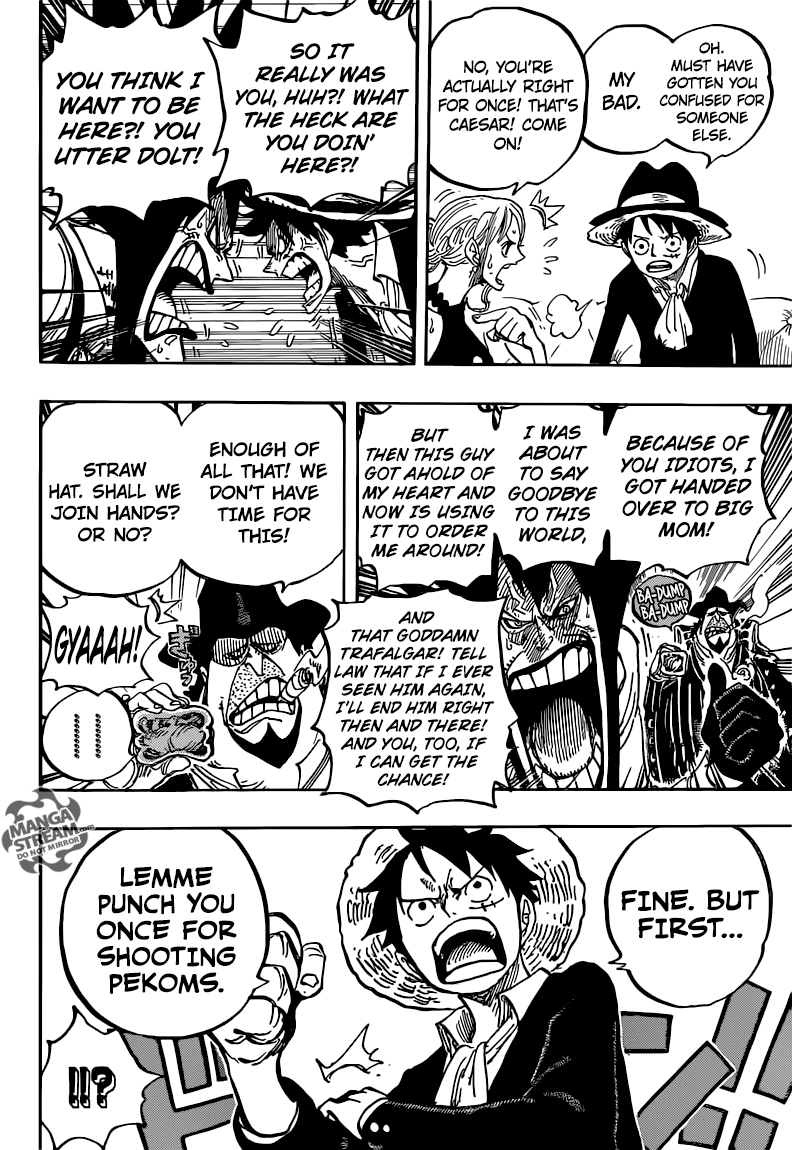 OH.
MUST HAVE
GOTTEN YOU
CONFUSED FOR
SOMEONE
ELSE.
MY
BAD.
NO, YOU'RE
ACTUALLY RIGHT
FOR ONCE! THAT'S
CAESAR! COME
ON!
SO IT
REALLY WAS
YOU, HUH?! WHAT
THE HECK ARE
YOU DOIN'
HERE?!
YOU THINK I
WANT TO BE
HERE?! YOU
UTTER DOLT!
BECAUSE OF
YOU IDIOTS, I
GOT HANDED
OVER TO BIG
MOM!
BA-DUMP
BA-DUMP
I WAS
ABOUT
TO SAY
GOODBYE
TO THIS
WORLD,
BUT
THEN THIS GUY
GOT AHOLD OF
MY HEART AND
NOW IS USING
IT TO ORDER
ME AROUND!
AND
THAT GODDAMN
TRAFALGAR! TELL
LAW THAT IF I EVER
SEEN HIM AGAIN,
I'LL END HIM RIGHT
THEN AND THERE!
AND YOU, TOO, IF
I CAN GET THE
CHANCE!
ENOUGH OF
ALL THAT! WE
DON'T HAVE
TIME FOR
THIS!
STRAW
HAT. SHALL WE
JOIN HANDS?
OR NO?
GYAAAH!
FINE. BUT
FIRST...
LEMME
PUNCH YOU
ONCE FOR
SHOOTING
PEKOMS.
!!?
MANGA
STREAM.com
DO NOT MIRROR